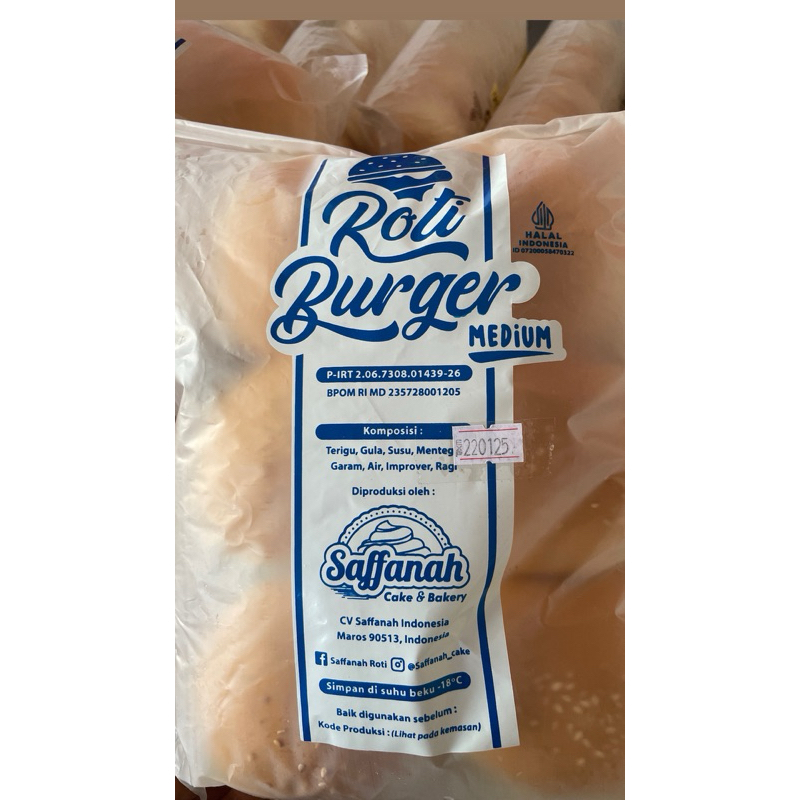 Roti
Burger
MEDIUM
HALAL
INDONESIA
P-IRT 2.06.7308.01439-26
BPOM RI MD 235728001205
Komposisi :
Terigu, Gula, Susu, Menteg
Garam, Air, Improver, Ragi
220125
Diproduksi oleh :
Saffanah
Cake & Bakery
CV Saffanah Indonesia
Maros 90513, Indonesia
Saffanah Roti @Saffanah_cake
Simpan di suhu beku -18°C
Baik digunakan sebelum :
Kode Produksi : (Lihat pada kemasan)